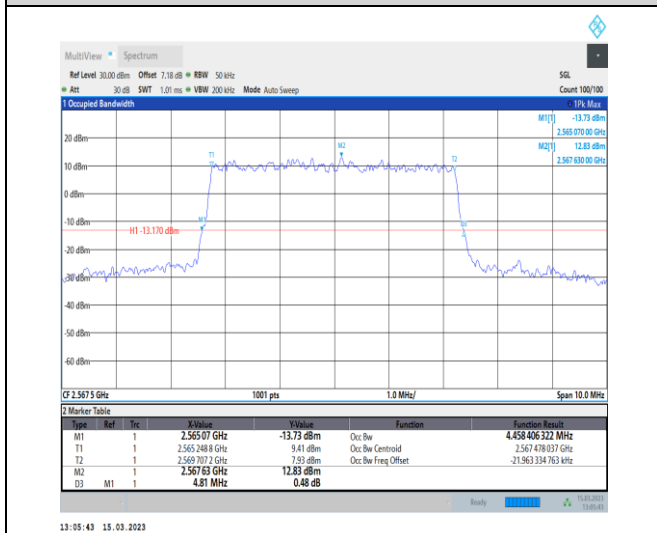 MultiView Spectrum
Ref Level 30.00 dBm Offset 7.18 dB RBW 50 kHz SGL
Att 30 dB SWT 1.01 ms VBW 200 kHz Mode Auto Sweep Count 100/100
1 Occupied Bandwidth 1Pk Max
M1[1] -13.73 dBm
2.565 070 00 GHz
M2[1] 12.83 dBm
2.567 630 00 GHz
20 dBm
M2
T1
T2
10 dBm
0 dBm
-10 dBm
M1
H1 -13.170 dBm
-20 dBm
-30 dBm
-40 dBm
-50 dBm
-60 dBm
CF 2.567 5 GHz 1001 pts 1.0 MHz/ Span 10.0 MHz
2 Marker Table
Type Ref Trc X-Value Y-Value Function Function Result
M1 1 2.56507 GHz -13.73 dBm Occ Bw 4.458 406 322 MHz
T1 1 2.565 248 8 GHz 9.41 dBm Occ Bw Centroid 2.567 478 037 GHz
T2 1 2.569 707 2 GHz 7.93 dBm Occ Bw Freq Offset -21.963 334 763 kHz
M2 1 2.56763 GHz 12.83 dBm
D3 M1 1 4.81 MHz 0.48 dB
Ready 15.03.2023
13:05:43
13:05:43 15.03.2023